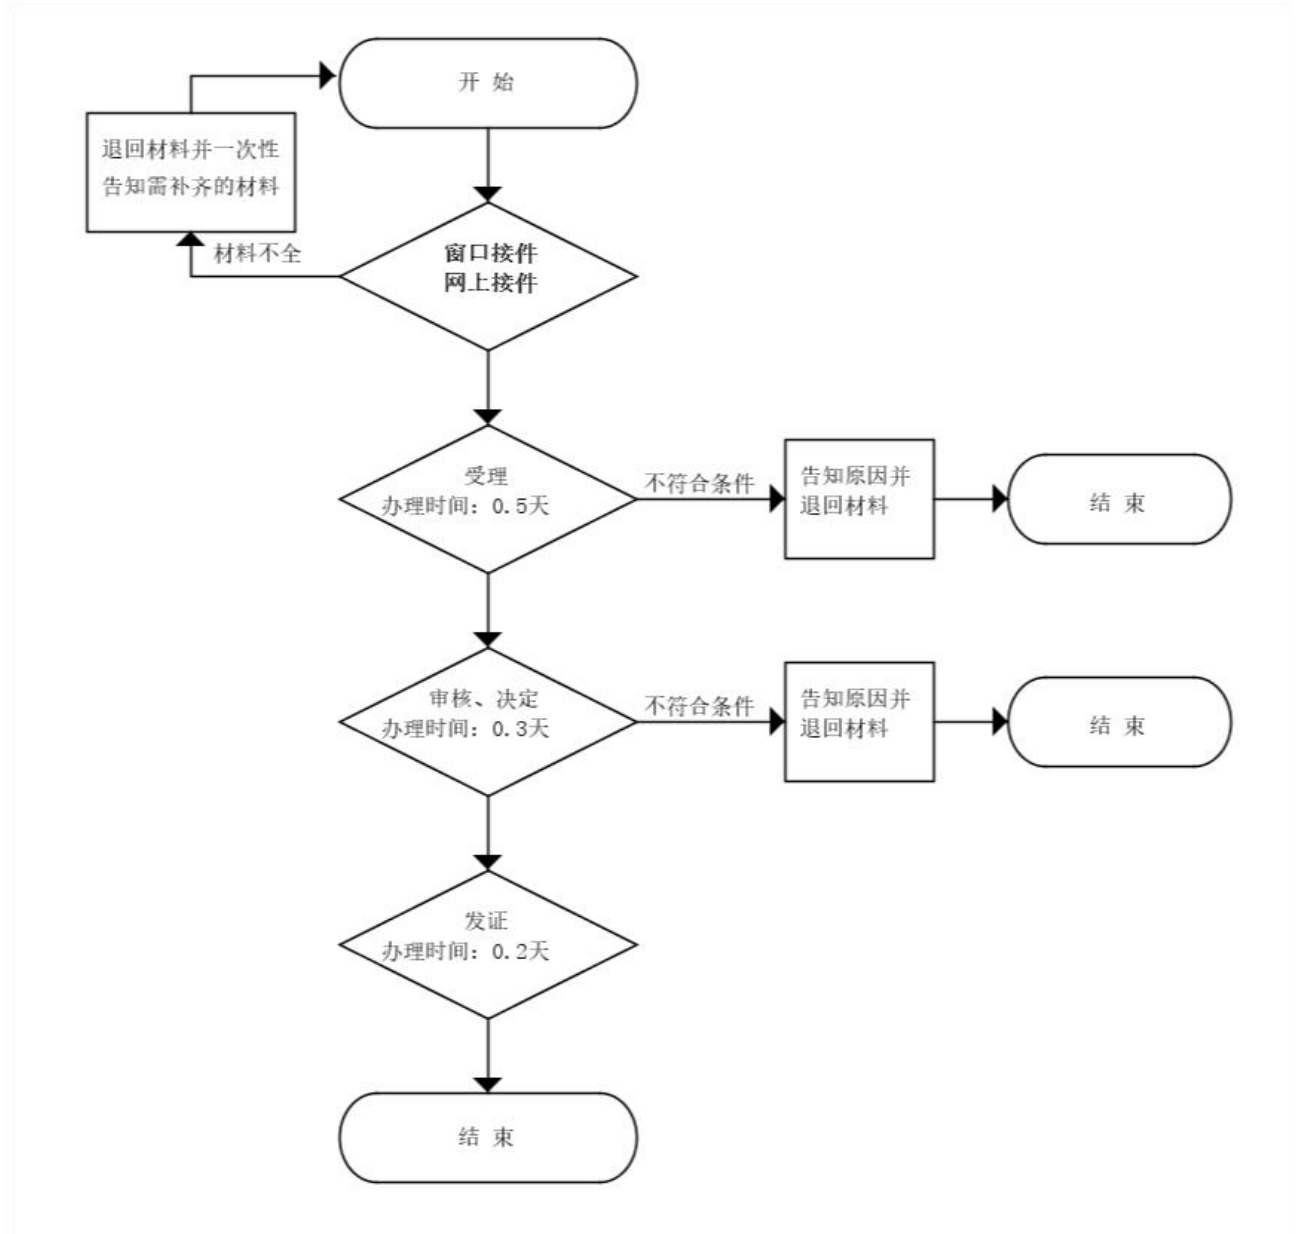 开 始
退回材料并一次性
告知需补齐的材料
材料不全
窗口接件
网上接件
受理
办理时间：0.5天
不符合条件
告知原因并
退回材料
结 束
审核、决定
办理时间：0.3天
不符合条件
告知原因并
退回材料
结 束
发证
办理时间：0.2天
结 束